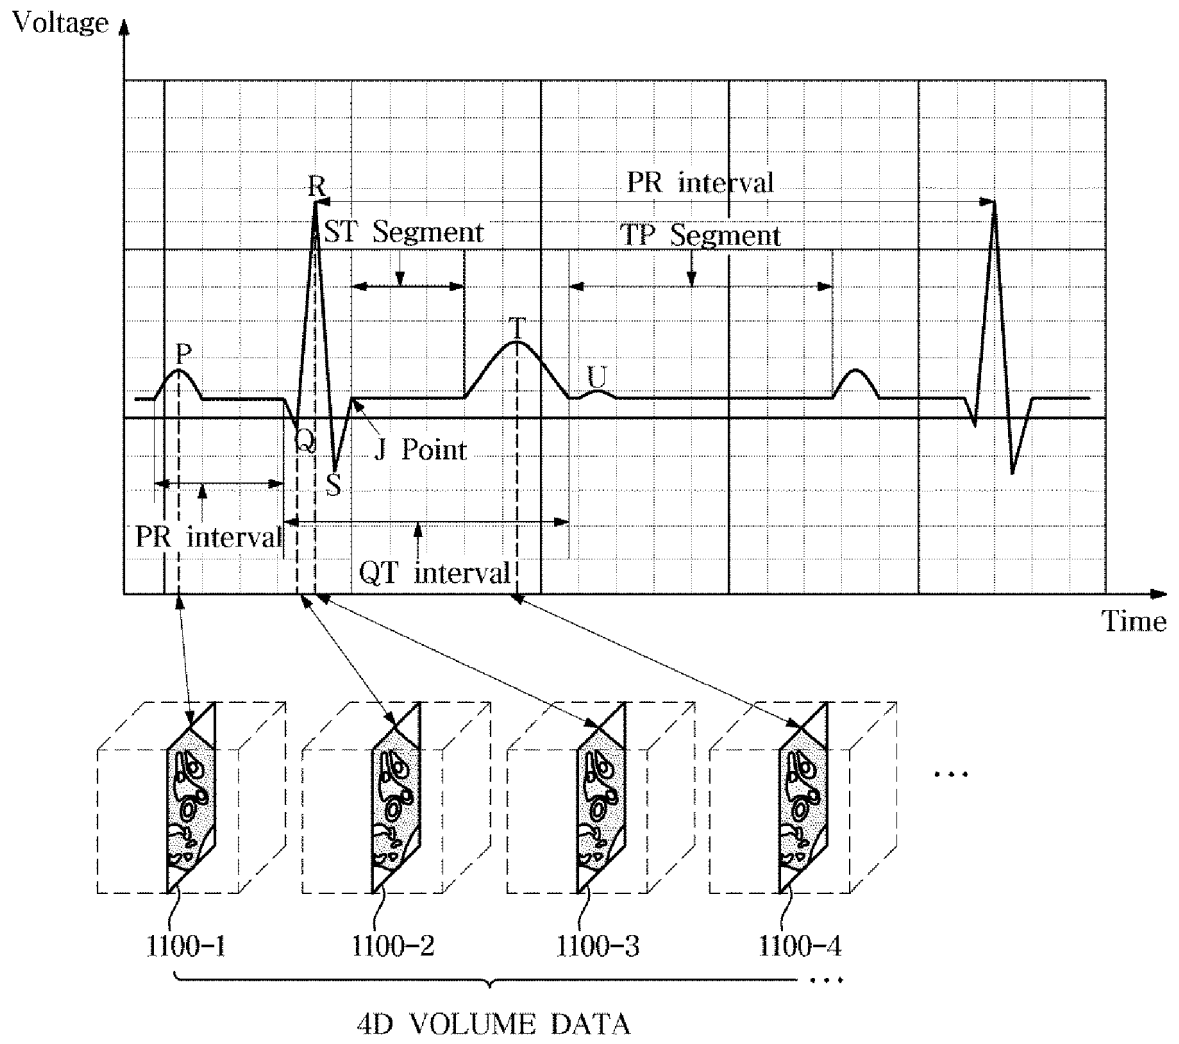 Voltage
PR interval
R
ST Segment
TP Segment
T
P
U
Q
J Point
S
PR interval
QT interval
Time
...
1100-1
1100-2
1100-3
1100-4
...
4D VOLUME DATA